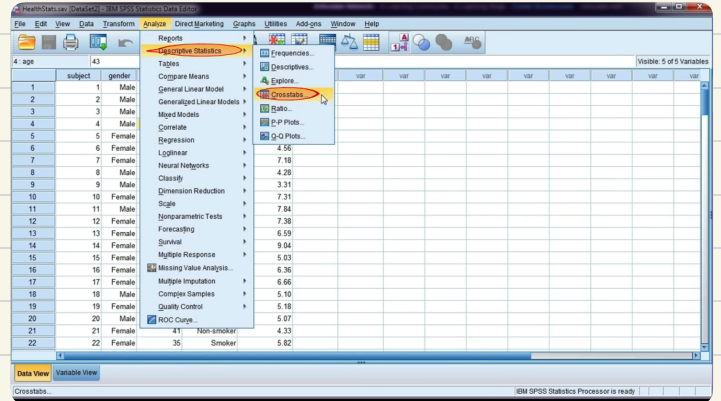 HealthStats.sav [DataSet2] - IBM SPSS Statistics Data Editor
File Edit View Data Transform Analyze Direct Marketing Graphs Utilities Add-ons Window Help
4 : age 43 Visible: 5 of 5 Variables
Reports
Descriptive Statistics
Tables
Compare Means
General Linear Model
Generalized Linear Models
Mixed Models
Correlate
Regression
Loglinear
Neural Networks
Classify
Dimension Reduction
Scale
Nonparametric Tests
Forecasting
Survival
Multiple Response
Missing Value Analysis...
Multiple Imputation
Complex Samples
Quality Control
ROC Curve...
Frequencies...
Descriptives...
Explore...
Crosstabs...
Ratio...
P-P Plots...
Q-Q Plots...
subject gender var var var var var var var var
1 1 Male
2 2 Male
3 3 Male
4 4 Male
5 5 Female
6 6 Female 4.56
7 7 Female 7.18
8 8 Male 4.28
9 9 Male 3.31
10 10 Female 7.31
11 11 Male 7.84
12 12 Female 7.38
13 13 Female 6.59
14 14 Male 9.04
15 15 Female 5.03
16 16 Female 6.36
17 17 Female 6.66
18 18 Male 5.10
19 19 Female 5.18
20 20 Male 5.07
21 21 Female 41 Non-smoker 4.33
22 22 Female 35 Smoker 5.82
Data View Variable View
Crosstabs... IBM SPSS Statistics Processor is ready